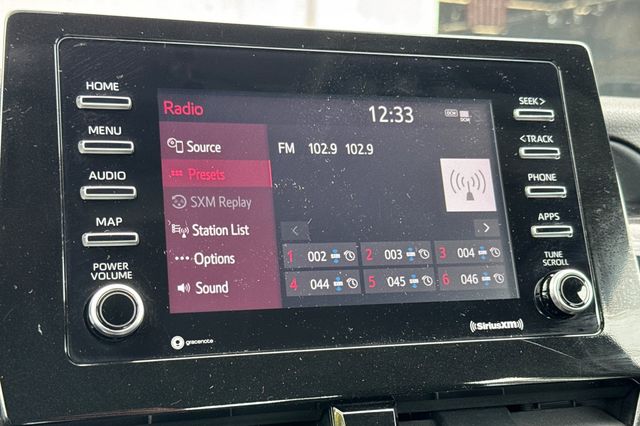 HOME
MENU
AUDIO
MAP
POWER
VOLUME
Radio
12:33
DCM
DCM
Source
Presets
SXM Replay
Station List
Options
Sound
FM 102.9 102.9
1 002 2 003 3 004
4 044 5 045 6 046
gracenote
SiriusXM
SEEK >
< TRACK
PHONE
APPS
TUNE
SCROLL